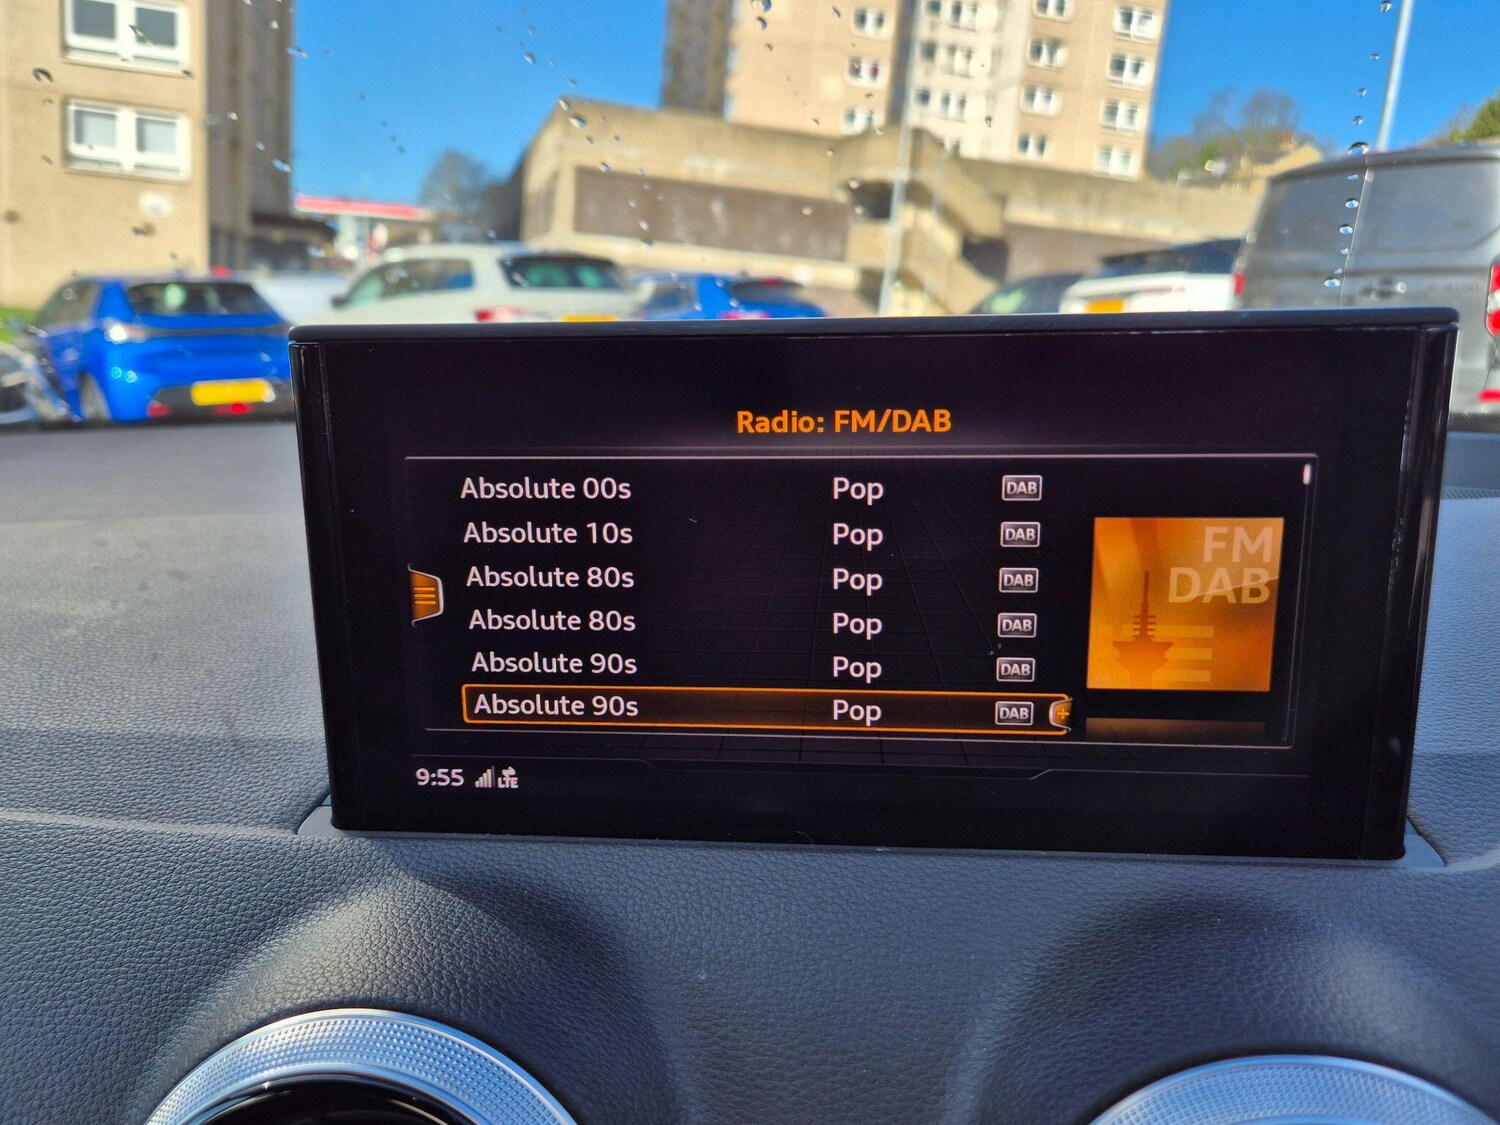 Radio: FM/DAB
Absolute 00s Pop DAB
Absolute 10s Pop DAB
Absolute 80s Pop DAB
Absolute 80s Pop DAB
Absolute 90s Pop DAB
Absolute 90s Pop DAB +
FM
DAB
9:55 LTE